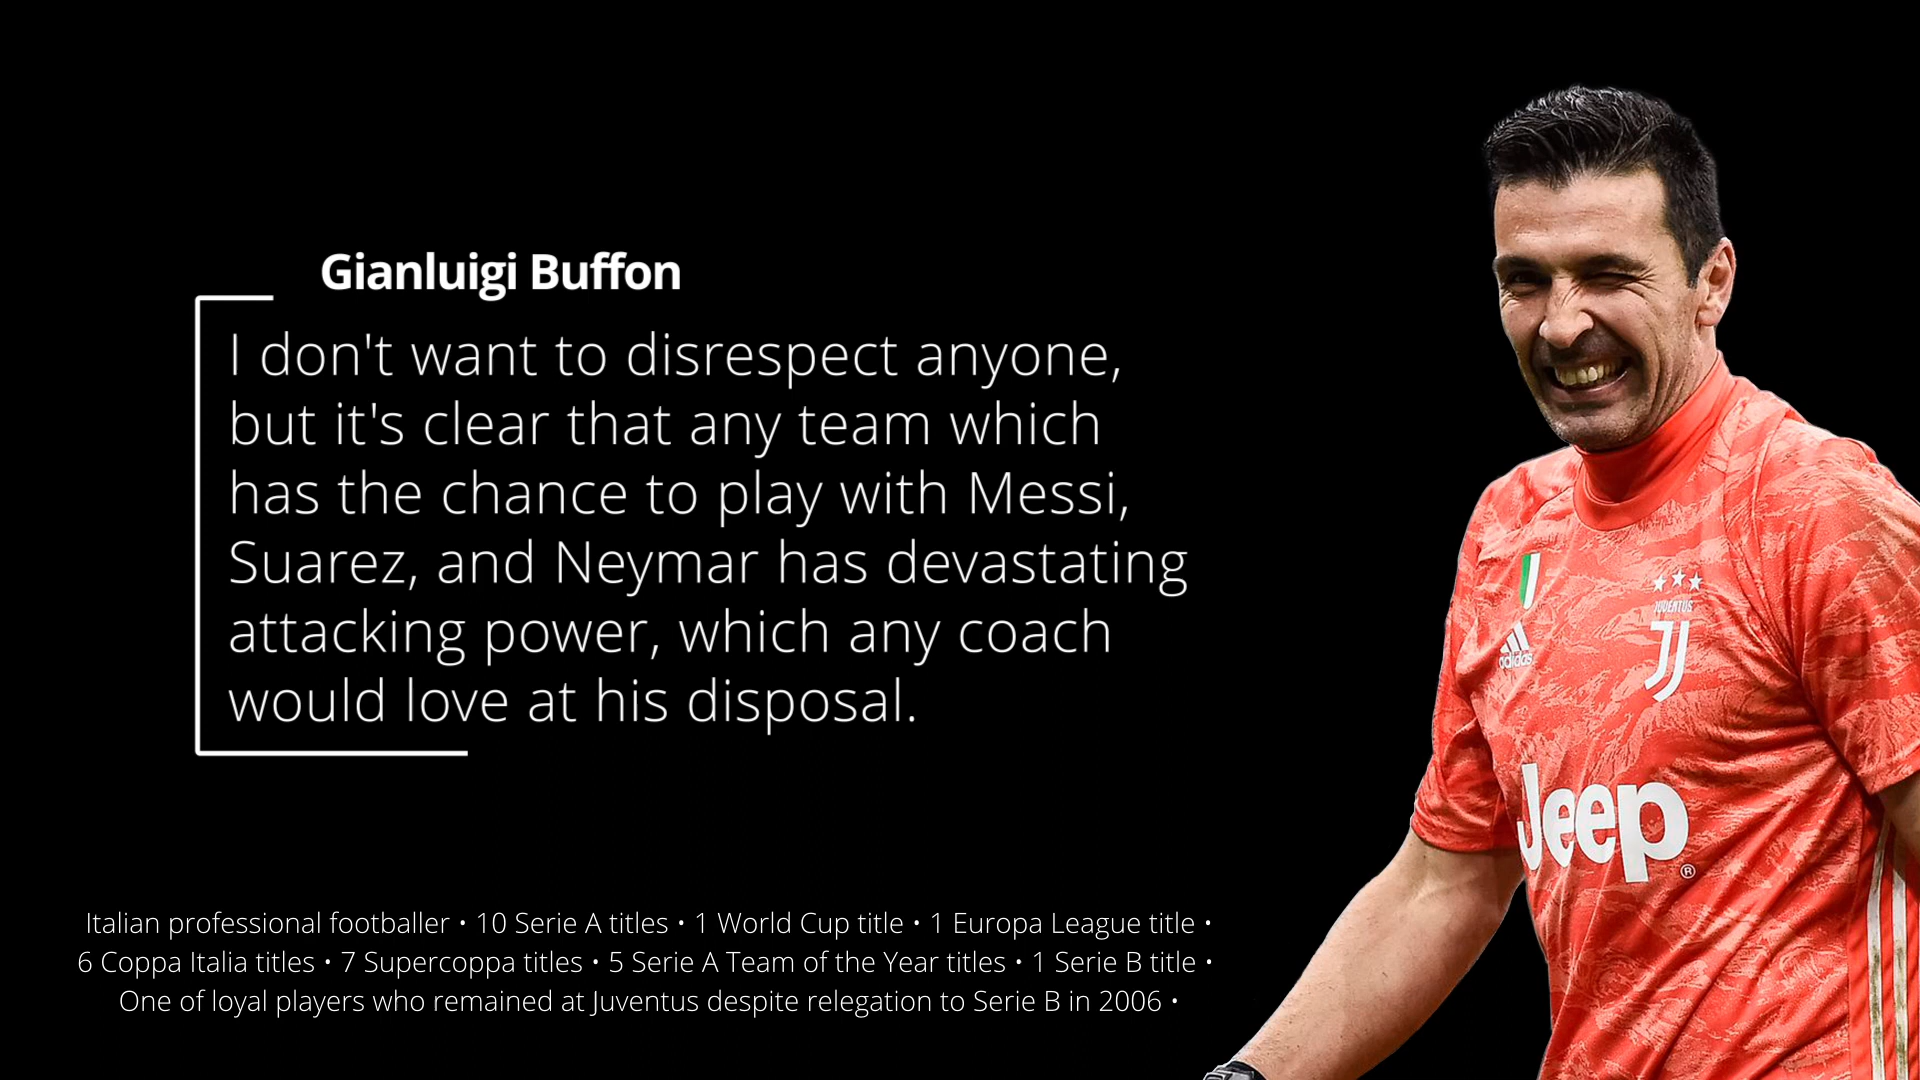 Gianluigi Buffon
I don't want to disrespect anyone,
but it's clear that any team which
has the chance to play with Messi,
Suarez, and Neymar has devastating
attacking power, which any coach
would love at his disposal.
JUVENTUS
adidas
Jeep
®
Italian professional footballer • 10 Serie A titles • 1 World Cup title • 1 Europa League title •
6 Coppa Italia titles • 7 Supercoppa titles • 5 Serie A Team of the Year titles • 1 Serie B title •
One of loyal players who remained at Juventus despite relegation to Serie B in 2006 •